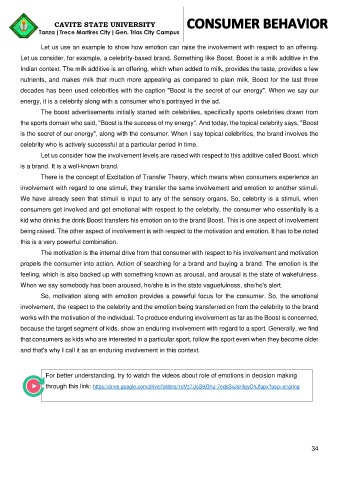 CAVITE STATE UNIVERSITY
Tanza | Trece Martires City | Gen. Trias City Campus
CONSUMER BEHAVIOR
Let us use an example to show how emotion can raise the involvement with respect to an offering.
Let us consider, for example, a celebrity-based brand. Something like Boost. Boost is a milk additive in the
Indian context. The milk additive is an offering, which when added to milk, provides the taste, provides a few
nutrients, and makes milk that much more appealing as compared to plain milk. Boost for the last three
decades has been used celebrities with the caption "Boost is the secret of our energy". When we say our
energy, it is a celebrity along with a consumer who's portrayed in the ad.
The boost advertisements initially started with celebrities, specifically sports celebrities drawn from
the sports domain who said, "Boost is the success of my energy". And today, the topical celebrity says, "Boost
is the secret of our energy", along with the consumer. When I say topical celebrities, the brand involves the
celebrity who is actively successful at a particular period in time.
Let us consider how the involvement levels are raised with respect to this additive called Boost, which
is a brand. It is a well-known brand.
There is the concept of Excitation of Transfer Theory, which means when consumers experience an
involvement with regard to one stimuli, they transfer the same involvement and emotion to another stimuli.
We have already seen that stimuli is input to any of the sensory organs. So, celebrity is a stimuli, when
consumers get involved and get emotional with respect to the celebrity, the consumer who essentially is a
kid who drinks the drink Boost transfers his emotion on to the brand Boost. This is one aspect of involvement
being raised. The other aspect of involvement is with respect to the motivation and emotion. It has to be noted
this is a very powerful combination.
The motivation is the internal drive from that consumer with respect to his involvement and motivation
propels the consumer into action. Action of searching for a brand and buying a brand. The emotion is the
feeling, which is also backed up with something known as arousal, and arousal is the state of wakefulness.
When we say somebody has been aroused, he/she is in the state vaguefulness, she/he's alert.
So, motivation along with emotion provides a powerful focus for the consumer. So, the emotional
involvement, the respect to the celebrity and the emotion being transferred on from the celebrity to the brand
works with the motivation of the individual. To produce enduring involvement as far as the Boost is concerned,
because the target segment of kids, show an enduring involvement with regard to a sport. Generally, we find
that consumers as kids who are interested in a particular sport, follow the sport even when they become older
and that's why I call it as an enduring involvement in this context.
For better understanding, try to watch the videos about role of emotions in decision making
through this link:
34